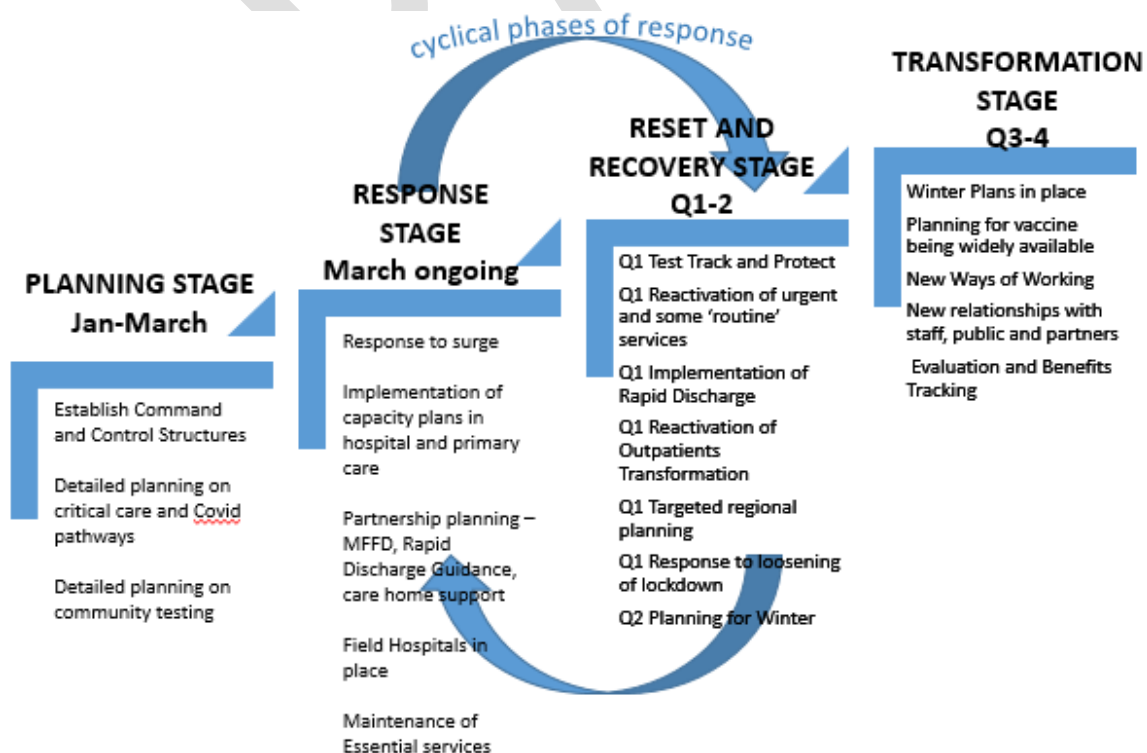 cyclical phases of response
PLANNING STAGE
Jan-March
Establish Command
and Control Structures
Detailed planning on
critical care and Covid
pathways
Detailed planning on
community testing
RESPONSE
STAGE
March ongoing
Response to surge
Implementation of
capacity plans in
hospital and primary
care
Partnership planning –
MFFD, Rapid
Discharge Guidance,
care home support
Field Hospitals in
place
Maintenance of
Essential services
RESET AND
RECOVERY STAGE
Q1-2
Q1 Test Track and Protect
Q1 Reactivation of urgent
and some ‘routine’
services
Q1 Implementation of
Rapid Discharge
Q1 Reactivation of
Outpatients
Transformation
Q1 Targeted regional
planning
Q1 Response to loosening
of lockdown
Q2 Planning for Winter
TRANSFORMATION
STAGE
Q3-4
Winter Plans in place
Planning for vaccine
being widely available
New Ways of Working
New relationships with
staff, public and partners
Evaluation and Benefits
Tracking